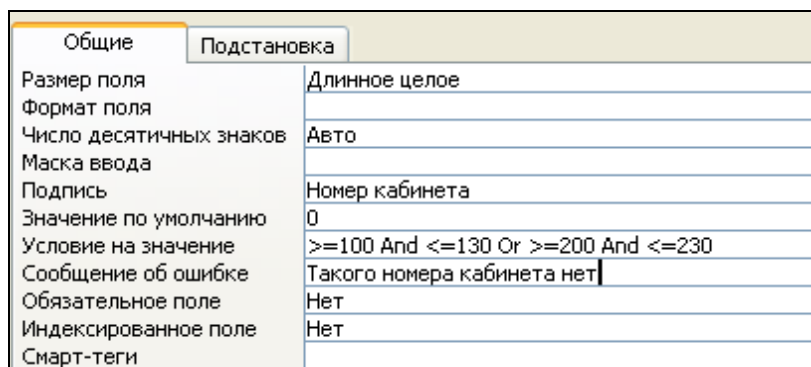 Общие Подстановка
Размер поля Длинное целое
Формат поля
Число десятичных знаков Авто
Маска ввода
Подпись Номер кабинета
Значение по умолчанию 0
Условие на значение >=100 And <=130 Or >=200 And <=230
Сообщение об ошибке Такого номера кабинета нет
Обязательное поле Нет
Индексированное поле Нет
Смарт-теги